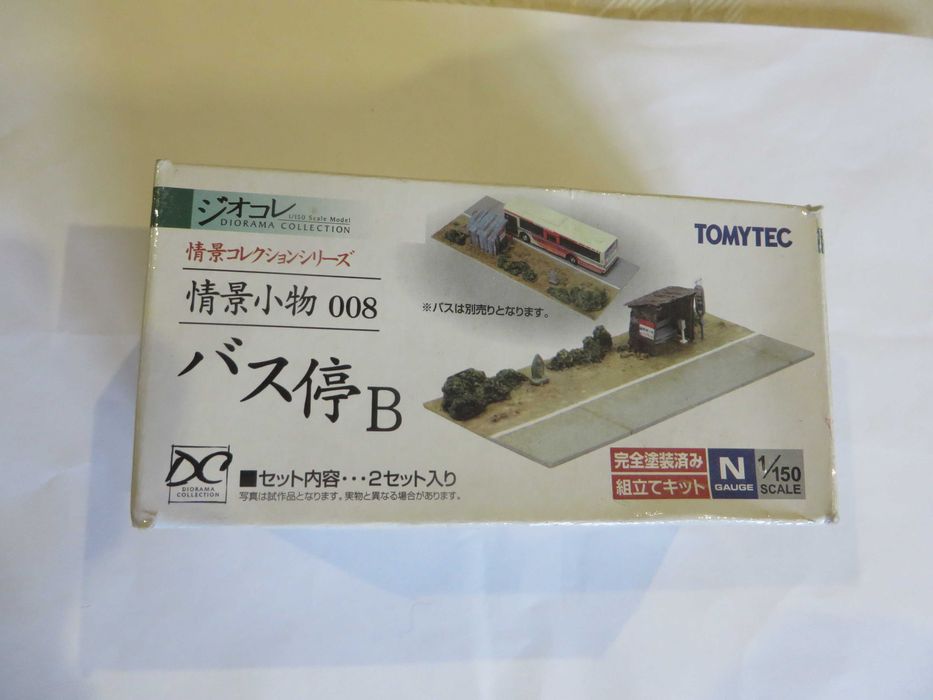 ジオコレ
1/150 Scale Model
DIORAMA COLLECTION
情景コレクションシリーズ
情景小物 008
バス停B
※バスは別売りとなります。
TOMYTEC
DC
DIORAMA
COLLECTION
■セット内容・・・2セット入り
写真は試作品となります。実物と異なる場合があります。
完全塗装済み
組立てキット
N
GAUGE
1/150
SCALE